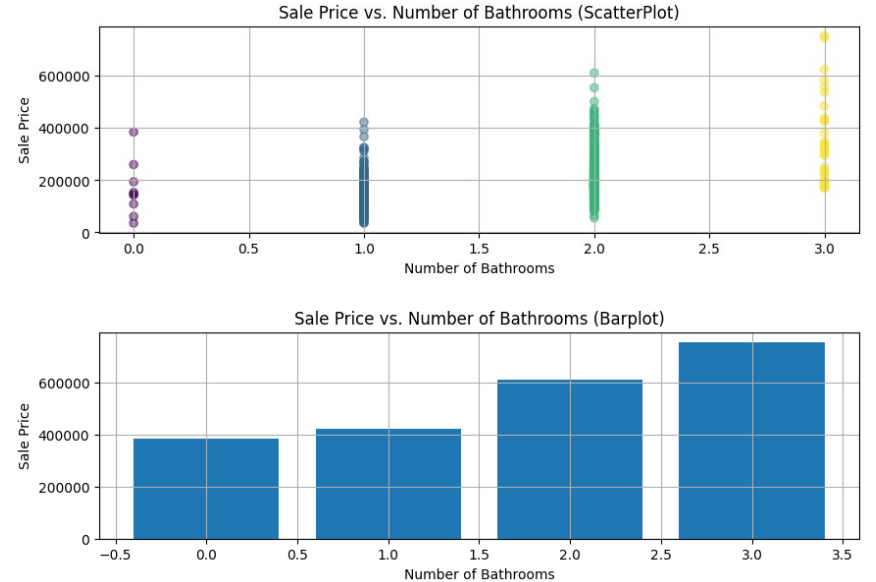 Sale Price vs. Number of Bathrooms (ScatterPlot)
600000
400000
200000
0
Sale Price
0.0 0.5 1.0 1.5 2.0 2.5 3.0
Number of Bathrooms
Sale Price vs. Number of Bathrooms (Barplot)
600000
400000
200000
0
Sale Price
−0.5 0.0 0.5 1.0 1.5 2.0 2.5 3.0 3.5
Number of Bathrooms